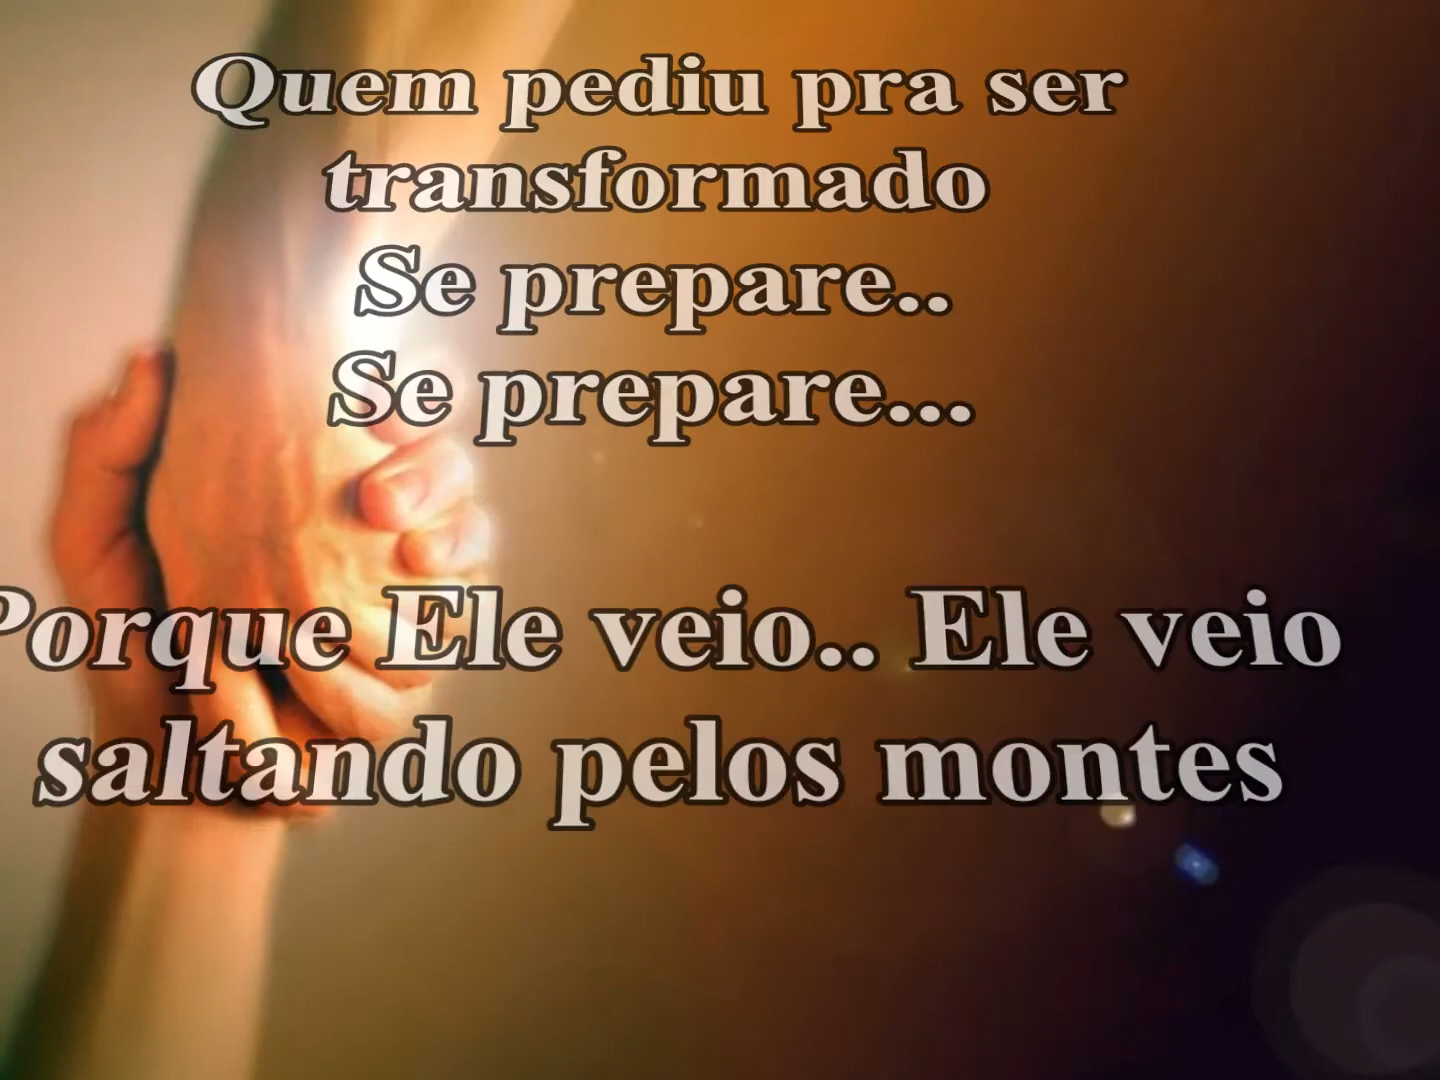 Quem pediu pra ser
transformado
Se prepare..
Se prepare...
Porque Ele veio.. Ele veio
saltando pelos montes